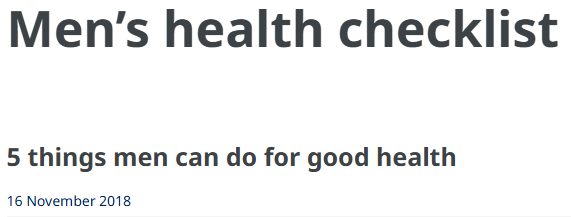 Men’s health checklist
5 things men can do for good health
16 November 2018